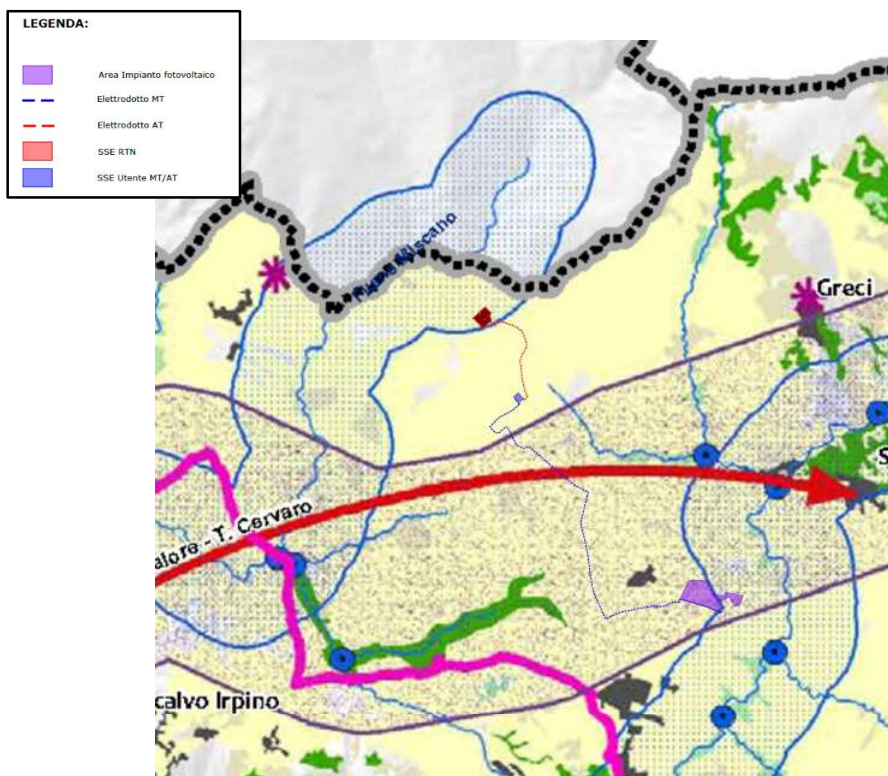 LEGENDA:
Area Impianto fotovoltaico
Elettrodotto MT
Elettrodotto AT
SSE RTN
SSE Utente MT/AT
Miscano
Greci
S
alore - T. Cervaro
calvo Irpino